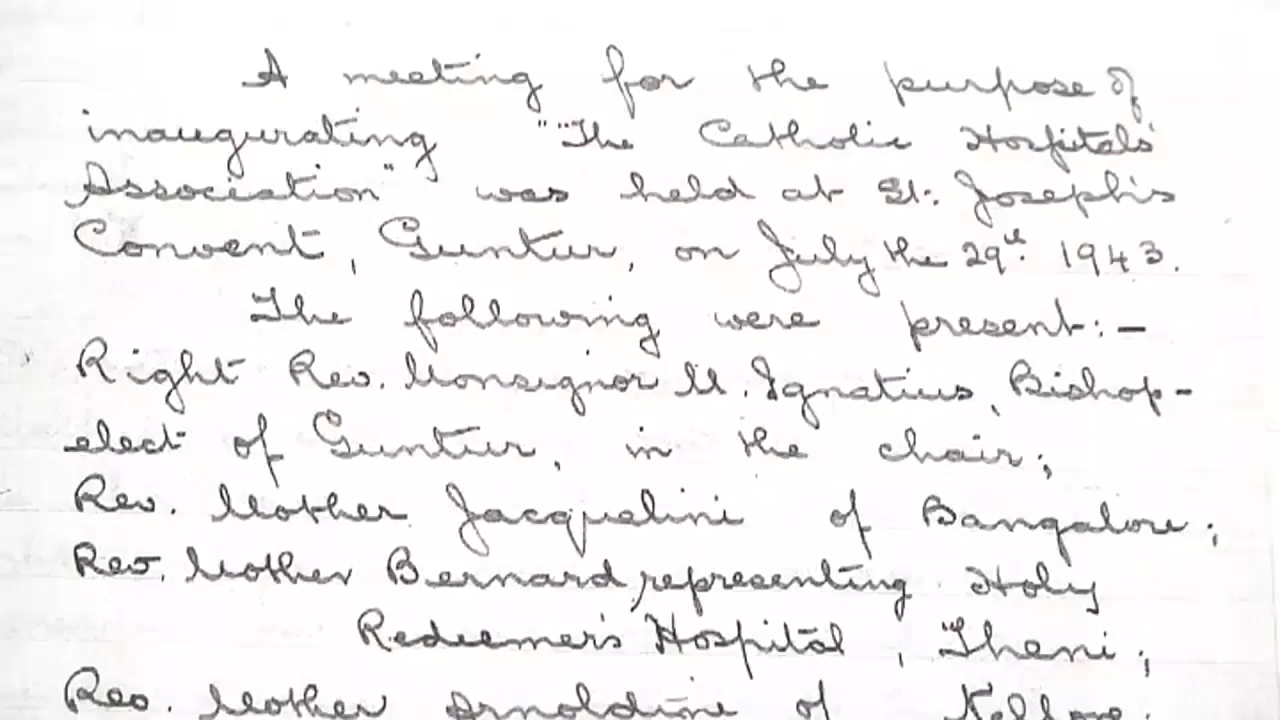 A meeting for the purpose of
inaugurating ""The Catholic Hospitals'
Association" was held at St. Joseph's
Convent, Guntur, on July the 29th. 1943.
The following were present:-
Right Rev. Monsignor M. Ignatius, Bishop-
elect of Guntur, in the chair;
Rev. Mother Jacquelini of Bangalore;
Rev. Mother Bernard, representing Holy
Redeemer's Hospital, Theni;
Rev. Mother Arnoldine of